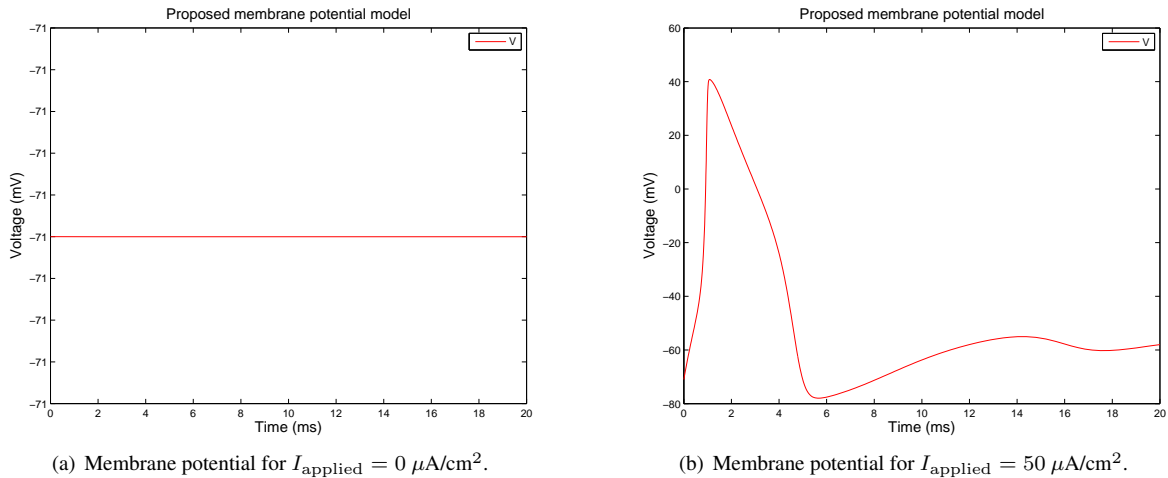 Proposed membrane potential model
V
-71
-71
-71
-71
-71
-71
-71
-71
-71
-71
Voltage (mV)
0 2 4 6 8 10 12 14 16 18 20
Time (ms)
(a) Membrane potential for I_applied = 0 μA/cm².
Proposed membrane potential model
V
60
40
20
0
-20
-40
-60
-80
Voltage (mV)
0 2 4 6 8 10 12 14 16 18 20
Time (ms)
(b) Membrane potential for I_applied = 50 μA/cm².